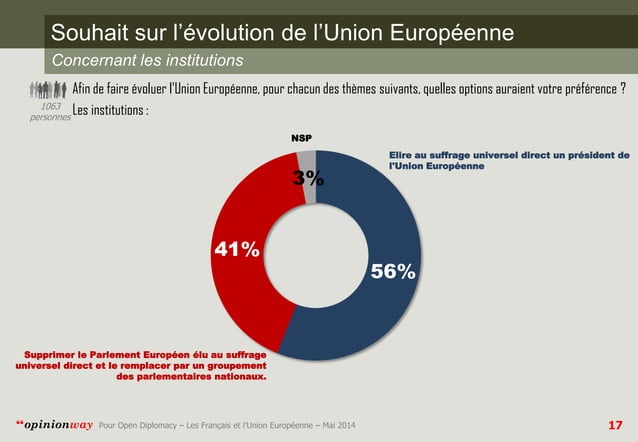 Souhait sur l’évolution de l’Union Européenne
Concernant les institutions
Afin de faire évoluer l’Union Européenne, pour chacun des thèmes suivants, quelles options auraient votre préférence ?
1063
personnes
Les institutions :
NSP
Elire au suffrage universel direct un président de
l'Union Européenne
3%
41%
56%
Supprimer le Parlement Européen élu au suffrage
universel direct et le remplacer par un groupement
des parlementaires nationaux.
“opinionway Pour Open Diplomacy – Les Français et l’Union Européenne – Mai 2014 17